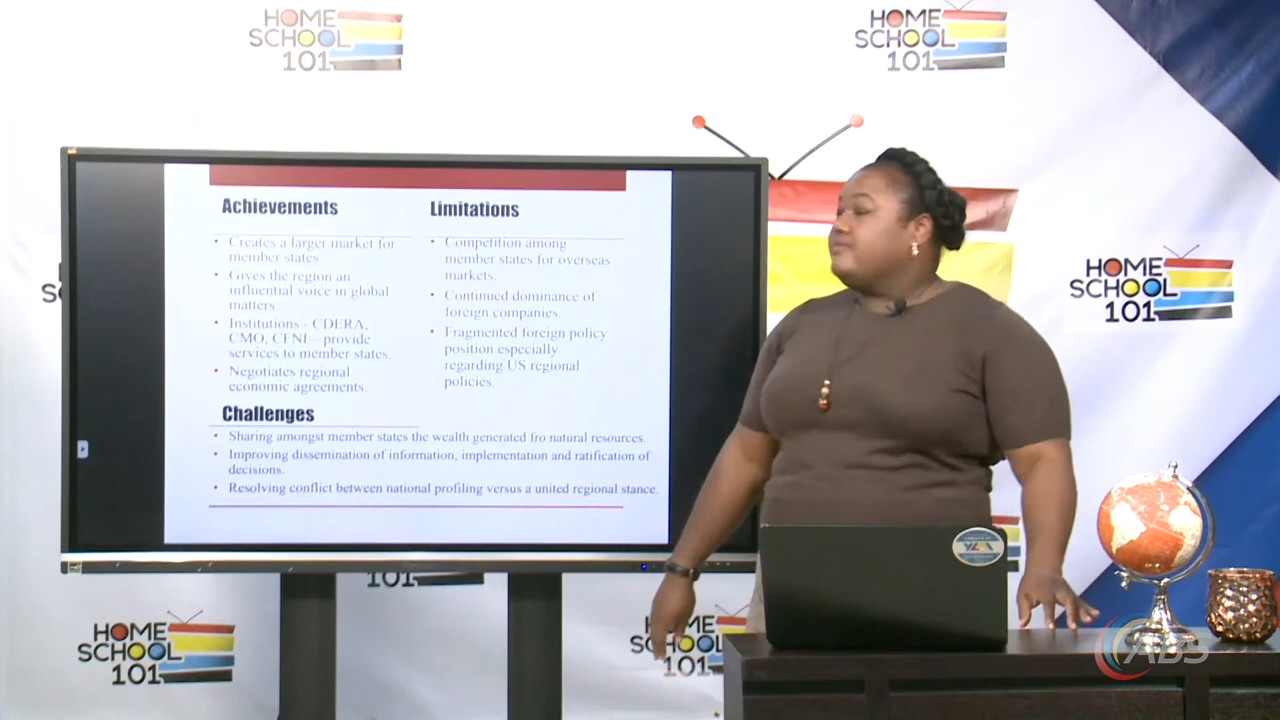 HOME
SCHOOL
101
HOME
SCHOOL
101
Achievements
• Creates a larger market for
member states.
• Gives the region an
influential voice in global
matters.
• Institutions - CDERA,
CMO, CFNI – provide
services to member states.
• Negotiates regional
economic agreements.
Limitations
• Competition among
member states for overseas
markets.
• Continued dominance of
foreign companies.
• Fragmented foreign policy
position especially
regarding US regional
policies.
Challenges
• Sharing amongst member states the wealth generated fro natural resources.
• Improving dissemination of information, implementation and ratification of
decisions.
• Resolving conflict between national profiling versus a united regional stance.
HOME
SCHOOL
101
101
HOME
SCHOOL
101
ME
SCHOOL
101
ABS